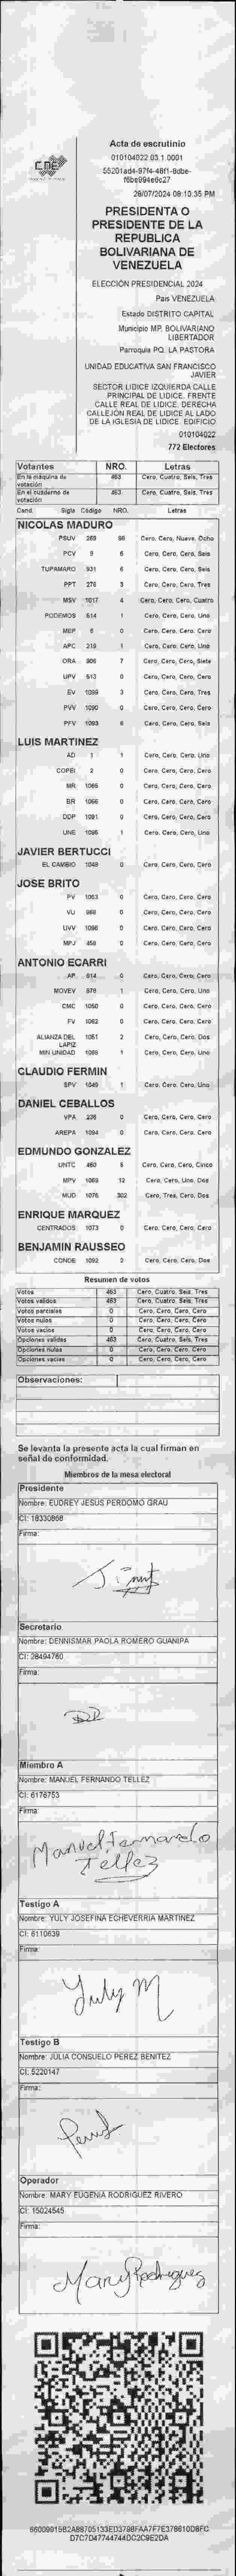 CNE
Acta de escrutinio
010104022.03.1.0001
28/07/2024 09:10:35 PM
PRESIDENTA O
PRESIDENTE DE LA
REPUBLICA
BOLIVARIANA DE
VENEZUELA
ELECCIÓN PRESIDENCIAL 2024
Pais VENEZUELA
Estado DISTRITO CAPITAL
Municipio MP. BOLIVARIANO
LIBERTADOR
Parroquia PQ. LA PASTORA
UNIDAD EDUCATIVA SAN FRANCISCO
JAVIER
SECTOR LIDICE IZQUIERDA CALLE
PRINCIPAL DE LIDICE. FRENTE
CALLE REAL DE LIDICE. DERECHA
CALLEJÓN REAL DE LIDICE AL LADO
DE LA IGLESIA DE LIDICE. EDIFICIO
010104022
772 Electores
Votantes NRO. Letras
En la máquina de votación 463 Cero, Cuatro, Seis, Tres
En el cuaderno de votación 463 Cero, Cuatro, Seis, Tres
Cand. Sigla Código NRO. Letras
NICOLAS MADURO
PSUV 269 98 Cero, Cero, Nueve, Ocho
PCV 9 6 Cero, Cero, Cero, Seis
TUPAMARO 931 6 Cero, Cero, Cero, Seis
PPT 276 3 Cero, Cero, Cero, Tres
MSV 1017 4 Cero, Cero, Cero, Cuatro
PODEMOS 614 1 Cero, Cero, Cero, Uno
MEP 6 0 Cero, Cero, Cero, Cero
APC 219 1 Cero, Cero, Cero, Uno
ORA 906 7 Cero, Cero, Cero, Siete
UPV 513 0 Cero, Cero, Cero, Cero
EV 1089 3 Cero, Cero, Cero, Tres
PVV 1090 0 Cero, Cero, Cero, Cero
PFV 1093 6 Cero, Cero, Cero, Seis
LUIS MARTINEZ
AD 1 1 Cero, Cero, Cero, Uno
COPEI 2 0 Cero, Cero, Cero, Cero
MR 1065 0 Cero, Cero, Cero, Cero
BR 1066 0 Cero, Cero, Cero, Cero
DDP 1091 0 Cero, Cero, Cero, Cero
UNE 1095 1 Cero, Cero, Cero, Uno
JAVIER BERTUCCI
EL CAMBIO 1048 0 Cero, Cero, Cero, Cero
JOSE BRITO
PV 1063 0 Cero, Cero, Cero, Cero
VU 968 0 Cero, Cero, Cero, Cero
UVV 1096 0 Cero, Cero, Cero, Cero
MPJ 458 0 Cero, Cero, Cero, Cero
ANTONIO ECARRI
AP 914 0 Cero, Cero, Cero, Cero
MOVEV 978 1 Cero, Cero, Cero, Uno
CMC 1050 0 Cero, Cero, Cero, Cero
FV 1062 0 Cero, Cero, Cero, Cero
ALIANZA DEL LAPIZ 1051 2 Cero, Cero, Cero, Dos
MIN UNIDAD 1069 1 Cero, Cero, Cero, Uno
CLAUDIO FERMIN
SPV 1049 1 Cero, Cero, Cero, Uno
DANIEL CEBALLOS
VPA 236 0 Cero, Cero, Cero, Cero
AREPA 1094 0 Cero, Cero, Cero, Cero
EDMUNDO GONZALEZ
UNTC 460 5 Cero, Cero, Cero, Cinco
MPV 1069 12 Cero, Cero, Uno, Dos
MUD 1076 302 Cero, Tres, Cero, Dos
ENRIQUE MARQUEZ
CENTRADOS 1073 0 Cero, Cero, Cero, Cero
BENJAMIN RAUSSEO
CONDE 1092 2 Cero, Cero, Cero, Dos
Resumen de votos
Votos 463 Cero, Cuatro, Seis, Tres
Votos validos 463 Cero, Cuatro, Seis, Tres
Votos parciales 0 Cero, Cero, Cero, Cero
Votos nulos 0 Cero, Cero, Cero, Cero
Votos vacios 0 Cero, Cero, Cero, Cero
Opciones validas 463 Cero, Cuatro, Seis, Tres
Opciones nulas 0 Cero, Cero, Cero, Cero
Opciones vacias 0 Cero, Cero, Cero, Cero
Observaciones:
Se levanta la presente acta la cual firman en
señal de conformidad.
Miembros de la mesa electoral
Presidente
Nombre: EUDREY JESUS PERDOMO GRAU
CI: 18330868
Firma:
Secretario
Nombre: DENNISMAR PAOLA ROMERO GUANIPA
CI: 28494760
Firma:
Miembro A
Nombre: MANUEL FERNANDO TELLEZ
CI: 6176753
Firma:
Manuel Fernando
Tellez
Testigo A
Nombre: YULY JOSEFINA ECHEVERRIA MARTINEZ
CI: 6110639
Firma:
Yuly M
Testigo B
Nombre: JULIA CONSUELO PEREZ BENITEZ
CI: 5220147
Firma:
Operador
Nombre: MARY EUGENIA RODRIGUEZ RIVERO
CI: 15024545
Firma:
Mary Rodriguez